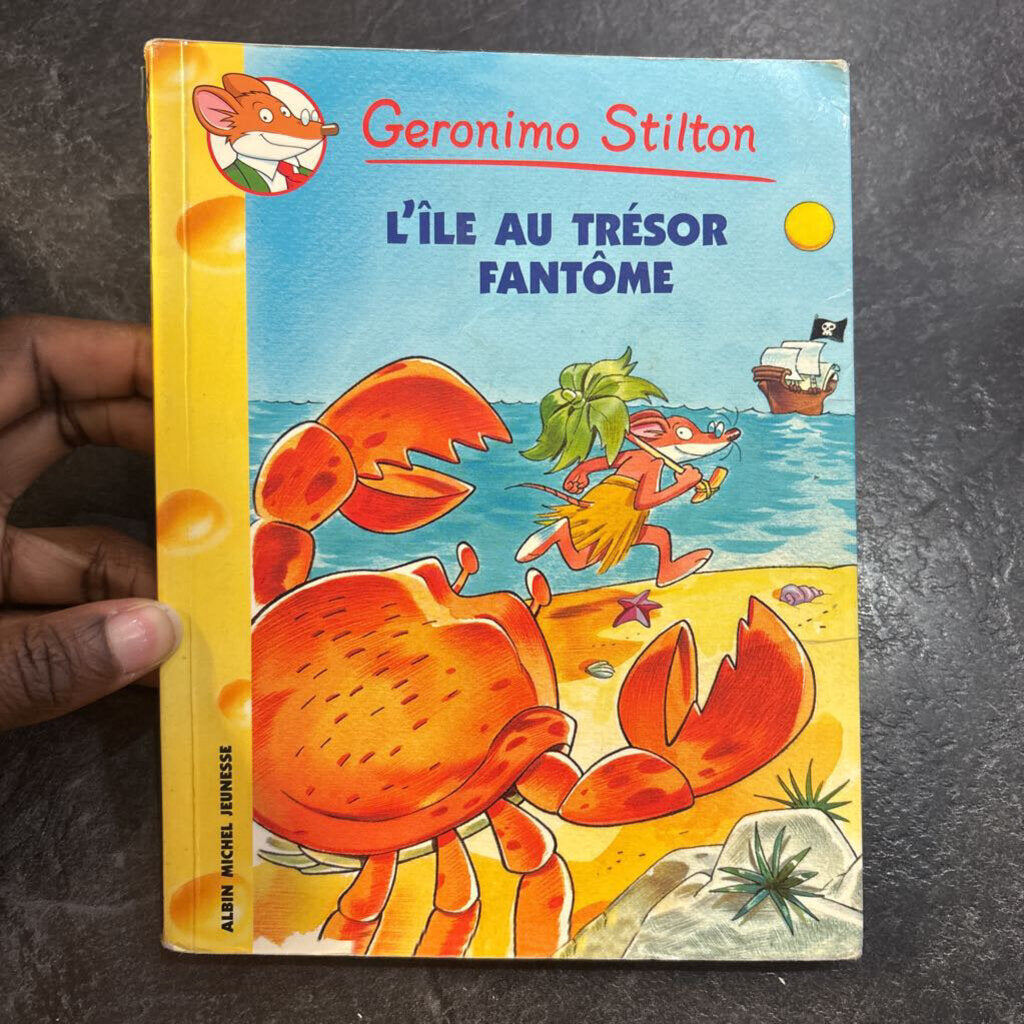 Geronimo Stilton
L'ÎLE AU TRÉSOR
FANTÔME
ALBIN MICHEL JEUNESSE